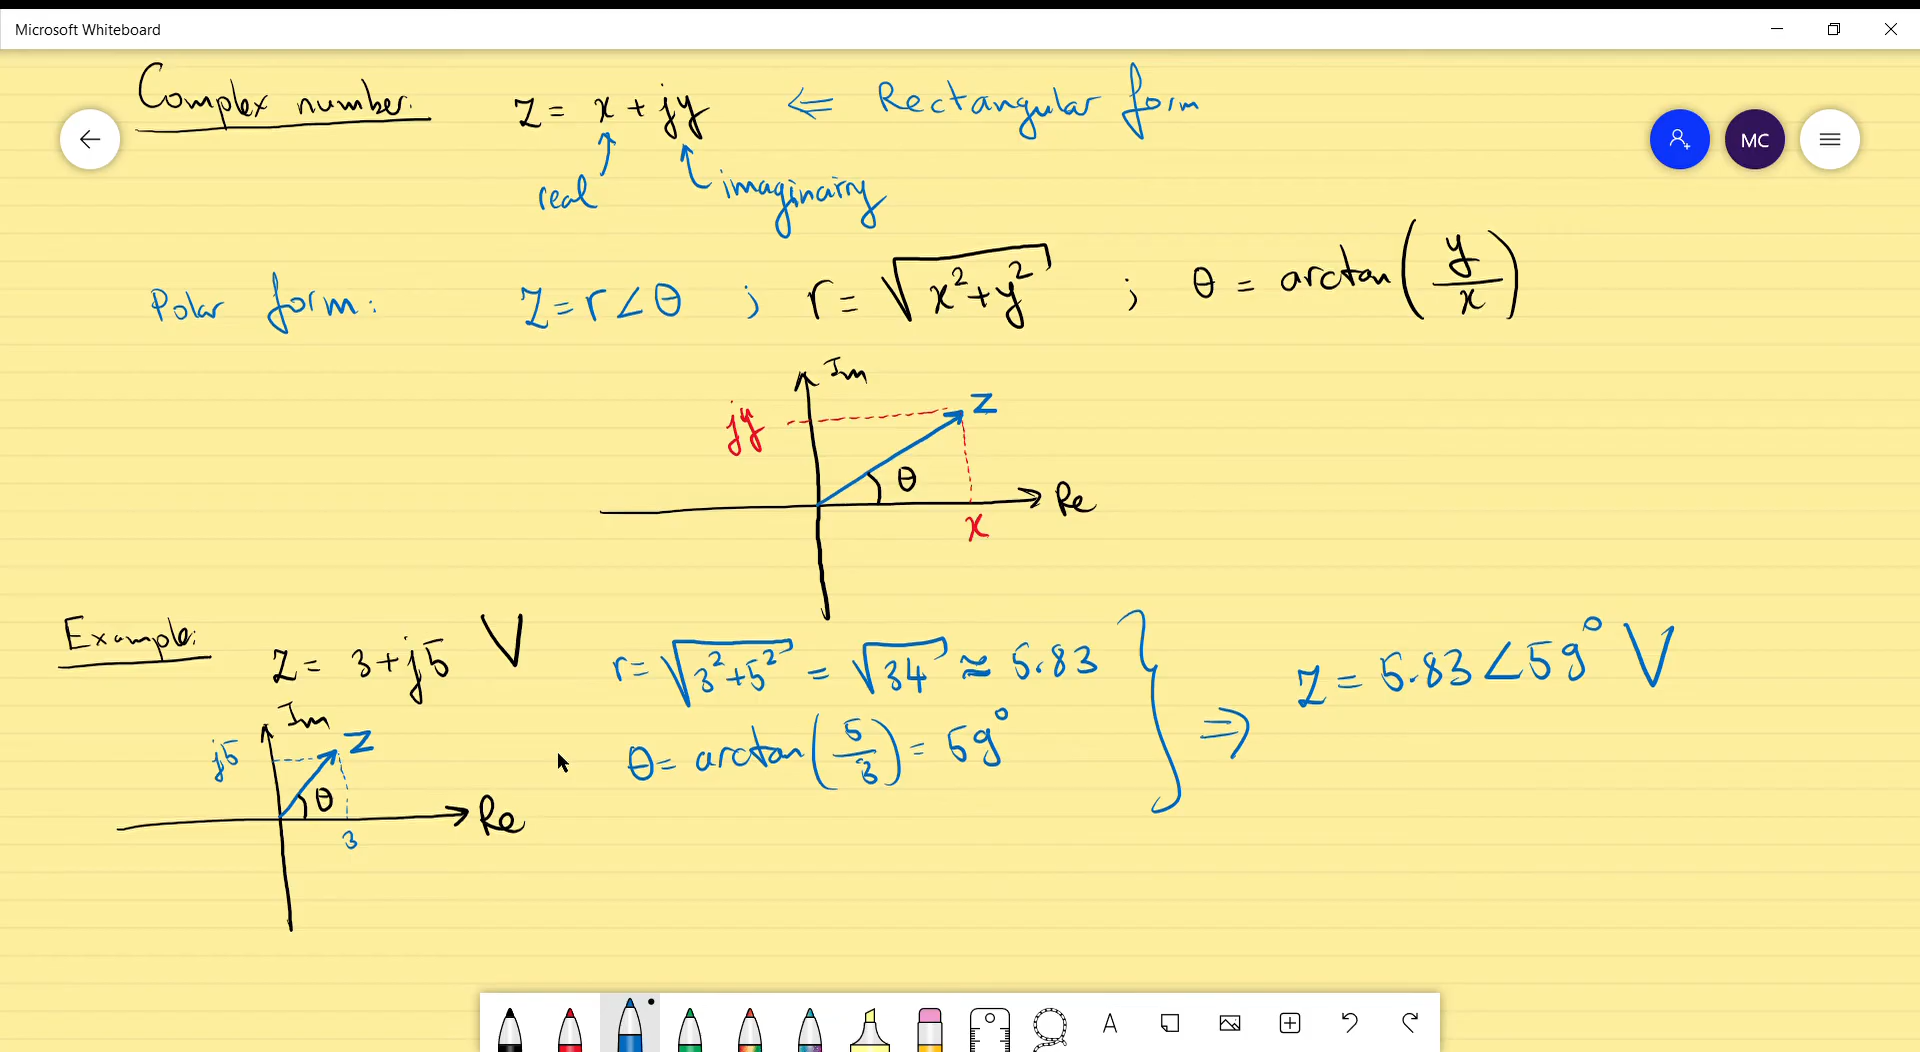 Microsoft Whiteboard
Complex number: z = x + jy ⇐ Rectangular form
real imaginairy
MC
Polar form: z = r∠θ ; r = √(x²+y²) ; θ = arctan(y/x)
Im
jy z
θ
Re
x
Example: z = 3+j5 V r = √(3²+5²) = √34 ≈ 5.83 } ⇒ z = 5.83∠59° V
Im
j5 z θ = arctan(5/3) = 59°
θ
Re
3
A